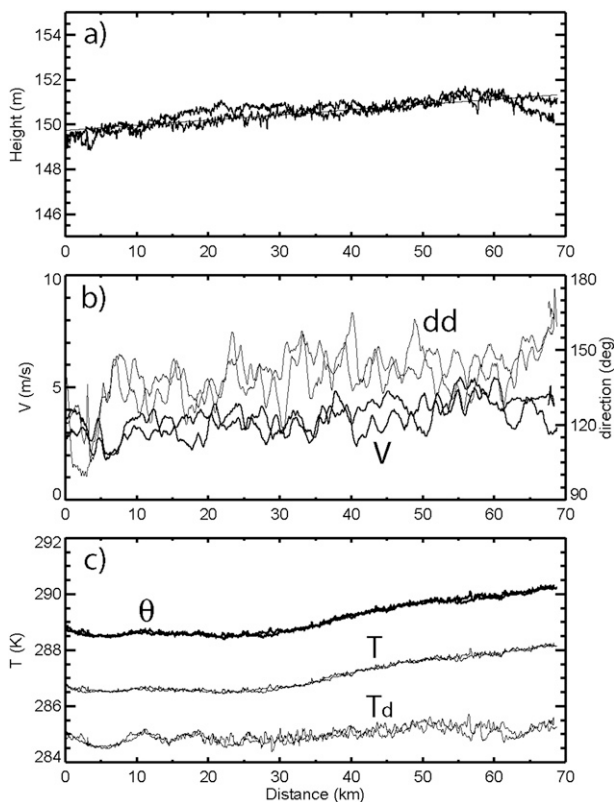 a)
154
152
150
148
146
Height (m)
0 10 20 30 40 50 60 70
b)
10
5
0
V (m/s)
dd
V
180
150
120
90
direction (deg)
0 10 20 30 40 50 60 70
c)
292
290
288
286
284
T (K)
θ
T
Td
0 10 20 30 40 50 60 70
Distance (km)